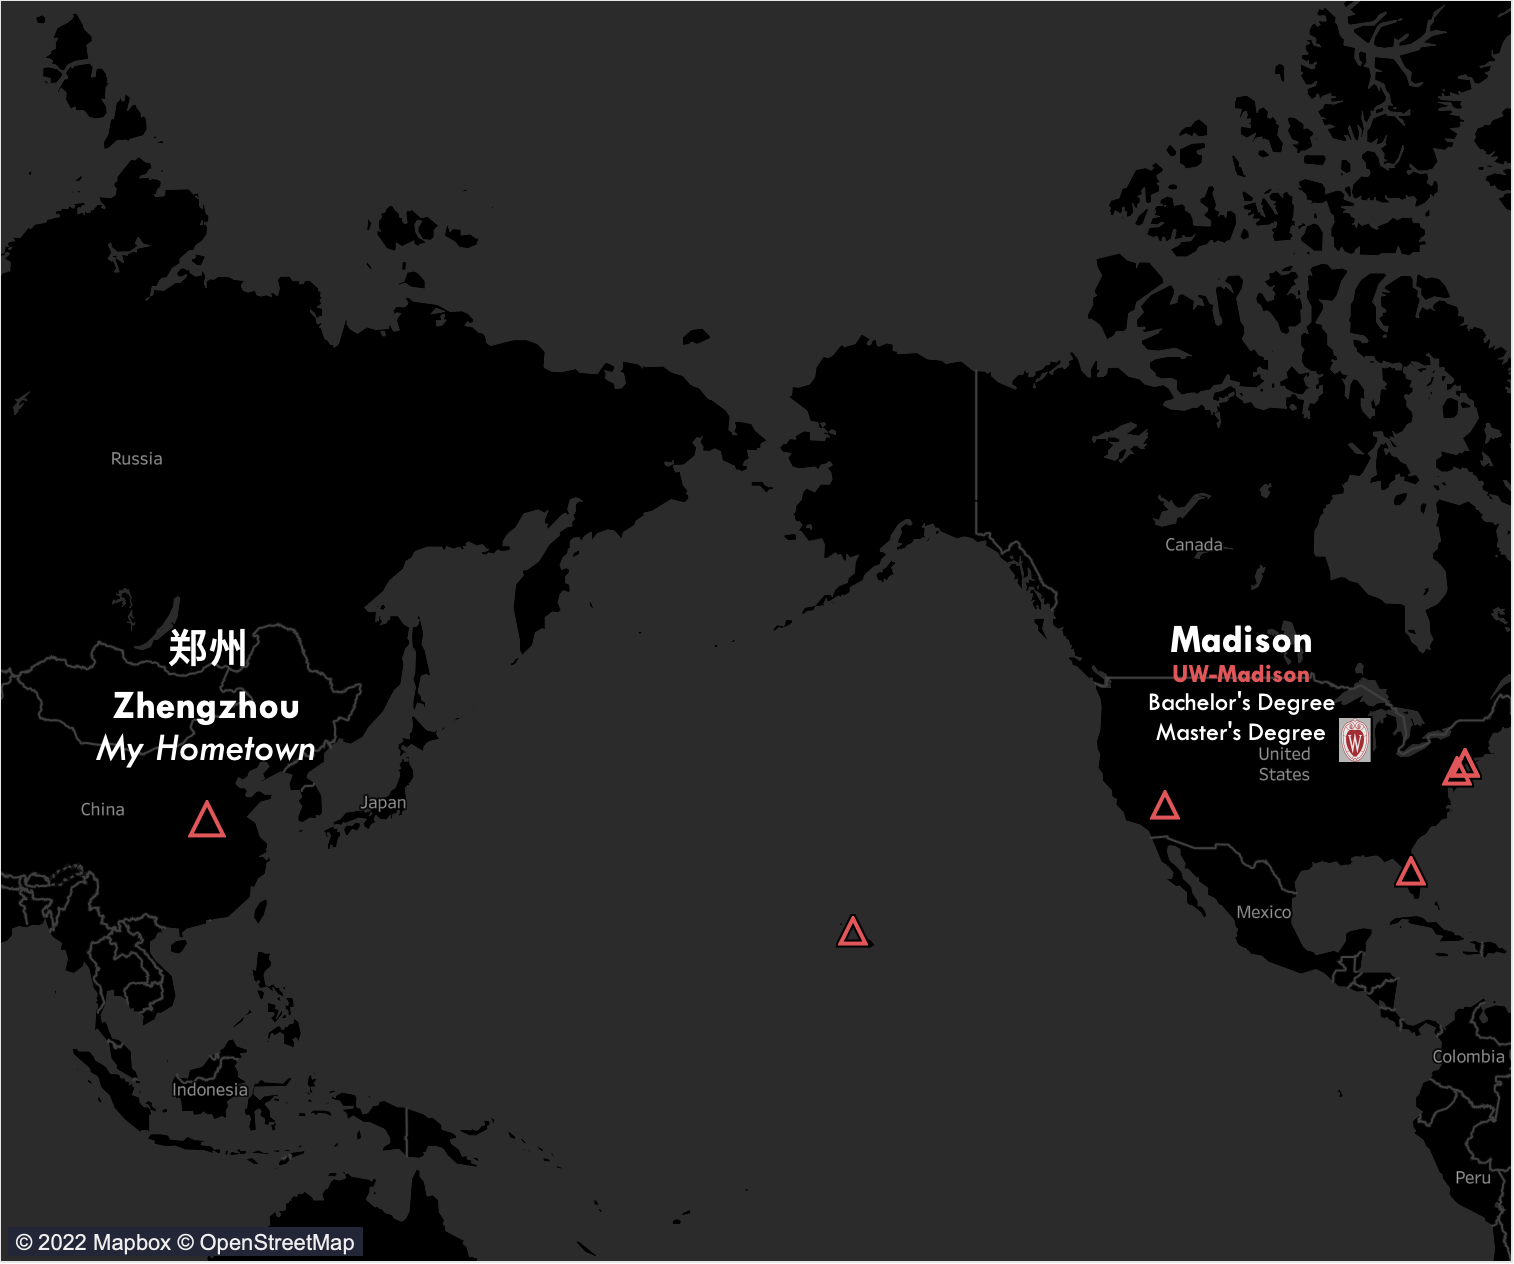 Russia
Canada
郑州
Zhengzhou
My Hometown
China
Japan
Madison
UW-Madison
Bachelor's Degree
Master's Degree
W
United
States
Mexico
Indonesia
Colombia
Peru
© 2022 Mapbox © OpenStreetMap